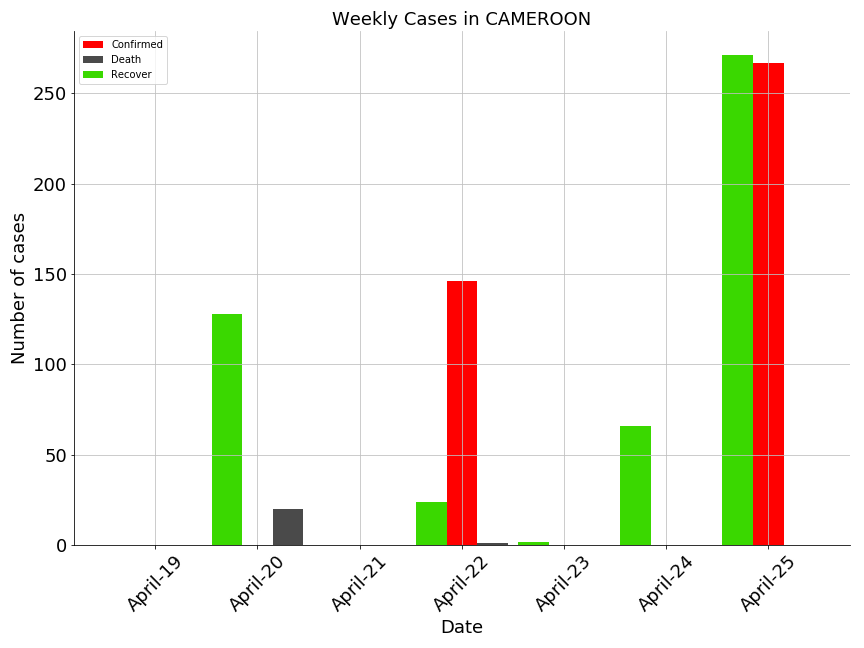 Weekly Cases in CAMEROON
Confirmed
Death
Recover
Number of cases
250
200
150
100
50
0
April-19
April-20
April-21
April-22
April-23
April-24
April-25
Date